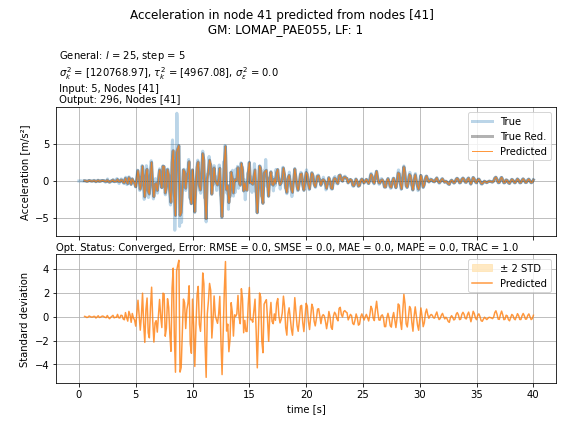 Acceleration in node 41 predicted from nodes [41]
GM: LOMAP_PAE055, LF: 1
General: l = 25, step = 5
σ²ₖ = [120768.97], τ²ₖ = [4967.08], σ²ε = 0.0
Input: 5, Nodes [41]
Output: 296, Nodes [41]
True
True Red.
Predicted
5
0
−5
Acceleration [m/s²]
Opt. Status: Converged, Error: RMSE = 0.0, SMSE = 0.0, MAE = 0.0, MAPE = 0.0, TRAC = 1.0
± 2 STD
Predicted
4
2
0
−2
−4
Standard deviation
0 5 10 15 20 25 30 35 40
time [s]